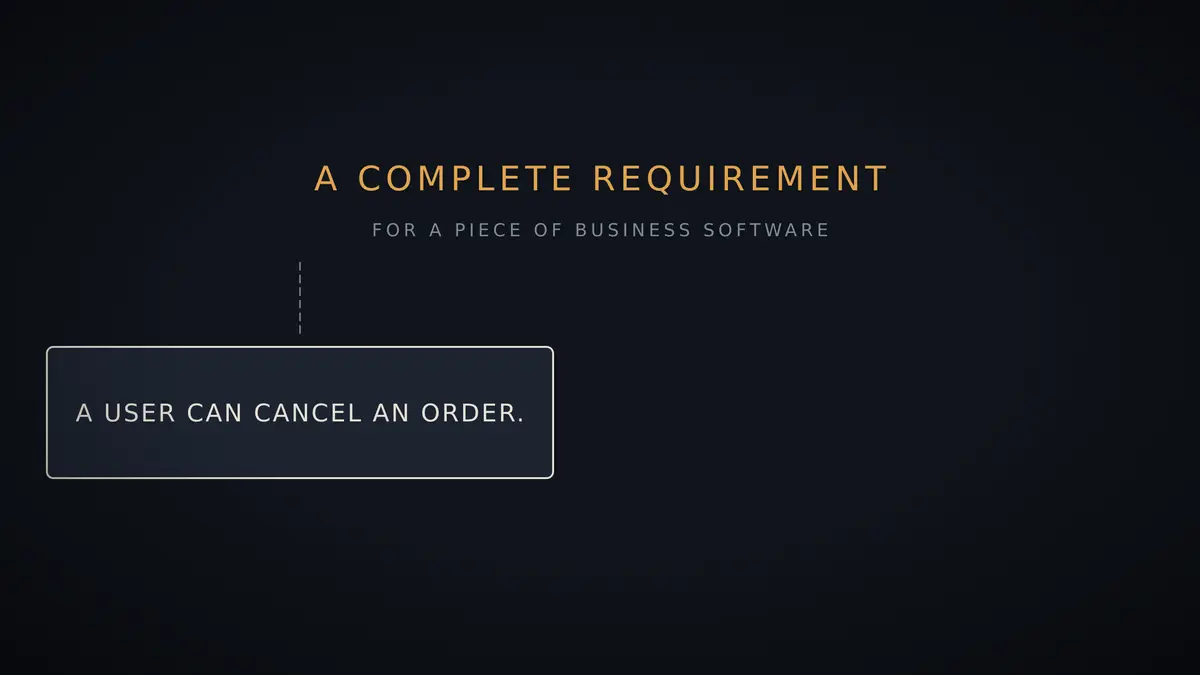 A COMPLETE REQUIREMENT
FOR A PIECE OF BUSINESS SOFTWARE
A USER CAN CANCEL AN ORDER.